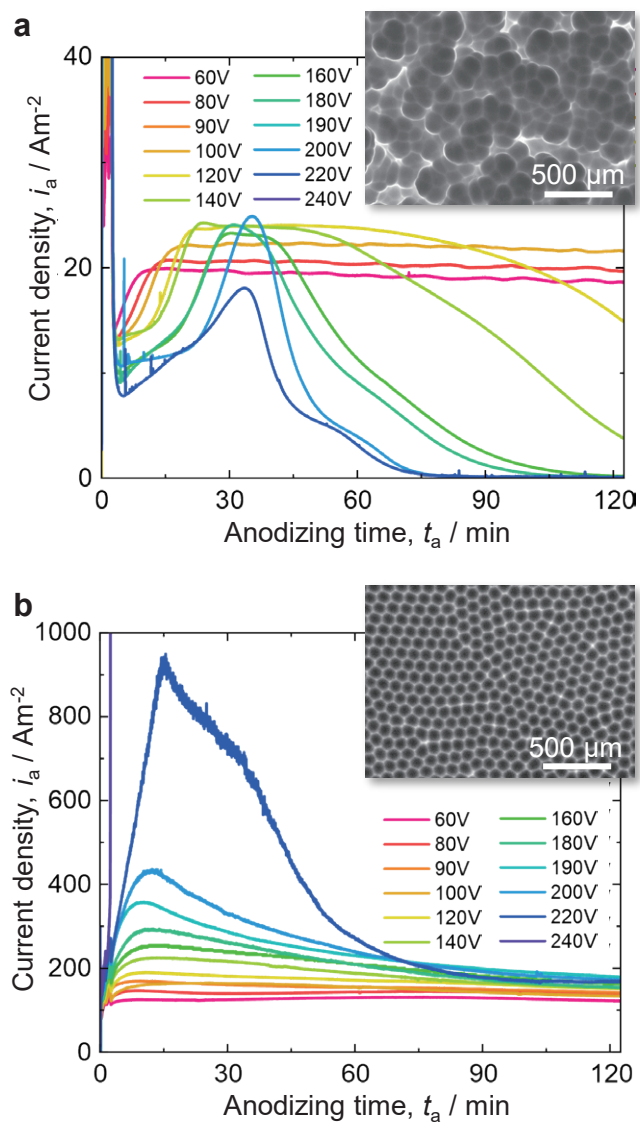 a
Current density, iₐ / Am⁻²
40
20
0
60V
80V
90V
100V
120V
140V
160V
180V
190V
200V
220V
240V
500 μm
0
30
60
90
120
Anodizing time, tₐ / min
b
Current density, iₐ / Am⁻²
1000
800
600
400
200
0
500 μm
60V
80V
90V
100V
120V
140V
160V
180V
190V
200V
220V
240V
0
30
60
90
120
Anodizing time, tₐ / min